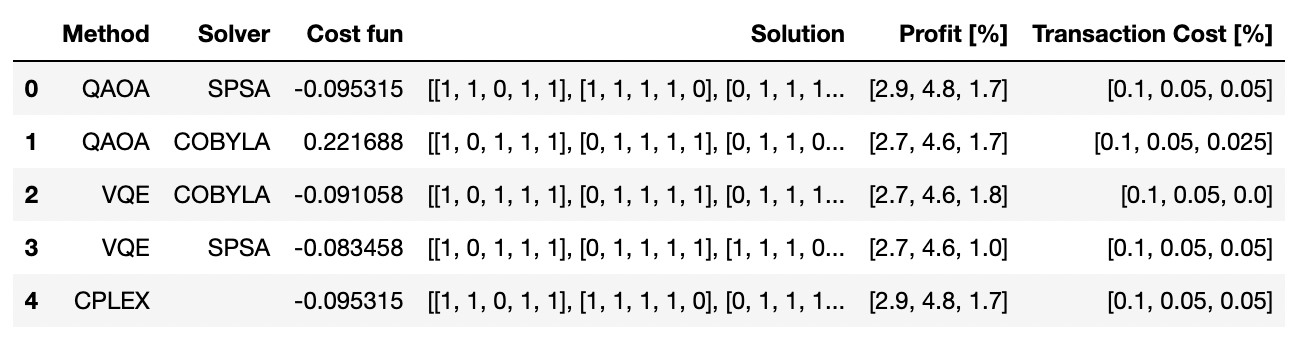 Method Solver Cost fun Solution Profit [%] Transaction Cost [%]
0 QAOA SPSA -0.095315 [[1, 1, 0, 1, 1], [1, 1, 1, 1, 0], [0, 1, 1, 1... [2.9, 4.8, 1.7] [0.1, 0.05, 0.05]
1 QAOA COBYLA 0.221688 [[1, 0, 1, 1, 1], [0, 1, 1, 1, 1], [0, 1, 1, 0... [2.7, 4.6, 1.7] [0.1, 0.05, 0.025]
2 VQE COBYLA -0.091058 [[1, 0, 1, 1, 1], [0, 1, 1, 1, 1], [0, 1, 1, 1... [2.7, 4.6, 1.8] [0.1, 0.05, 0.0]
3 VQE SPSA -0.083458 [[1, 0, 1, 1, 1], [0, 1, 1, 1, 1], [1, 1, 1, 0... [2.7, 4.6, 1.0] [0.1, 0.05, 0.05]
4 CPLEX -0.095315 [[1, 1, 0, 1, 1], [1, 1, 1, 1, 0], [0, 1, 1, 1... [2.9, 4.8, 1.7] [0.1, 0.05, 0.05]